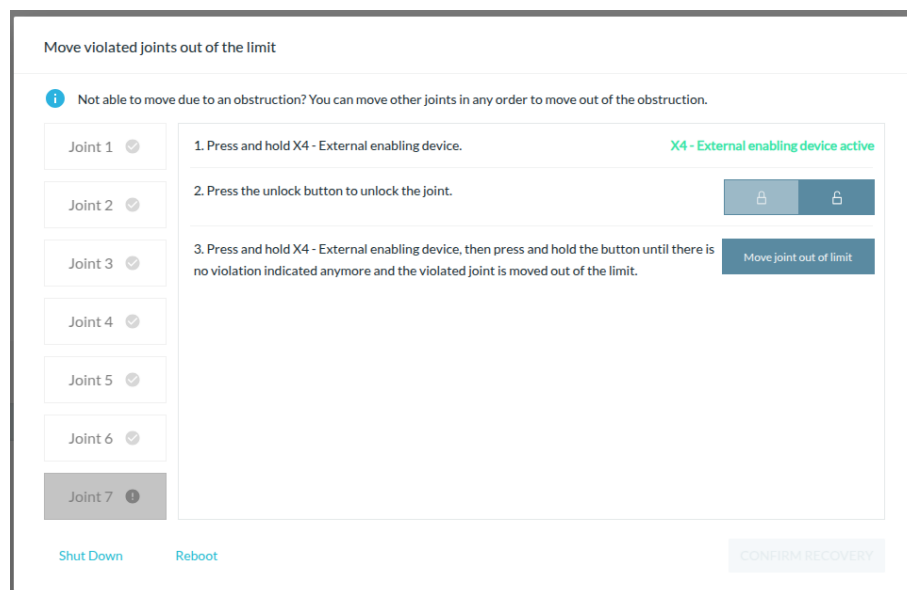 Move violated joints out of the limit
Not able to move due to an obstruction? You can move other joints in any order to move out of the obstruction.
Joint 1
Joint 2
Joint 3
Joint 4
Joint 5
Joint 6
Joint 7
1. Press and hold X4 - External enabling device.
X4 - External enabling device active
2. Press the unlock button to unlock the joint.
3. Press and hold X4 - External enabling device, then press and hold the button until there is
no violation indicated anymore and the violated joint is moved out of the limit.
Move joint out of limit
Shut Down
Reboot
CONFIRM RECOVERY